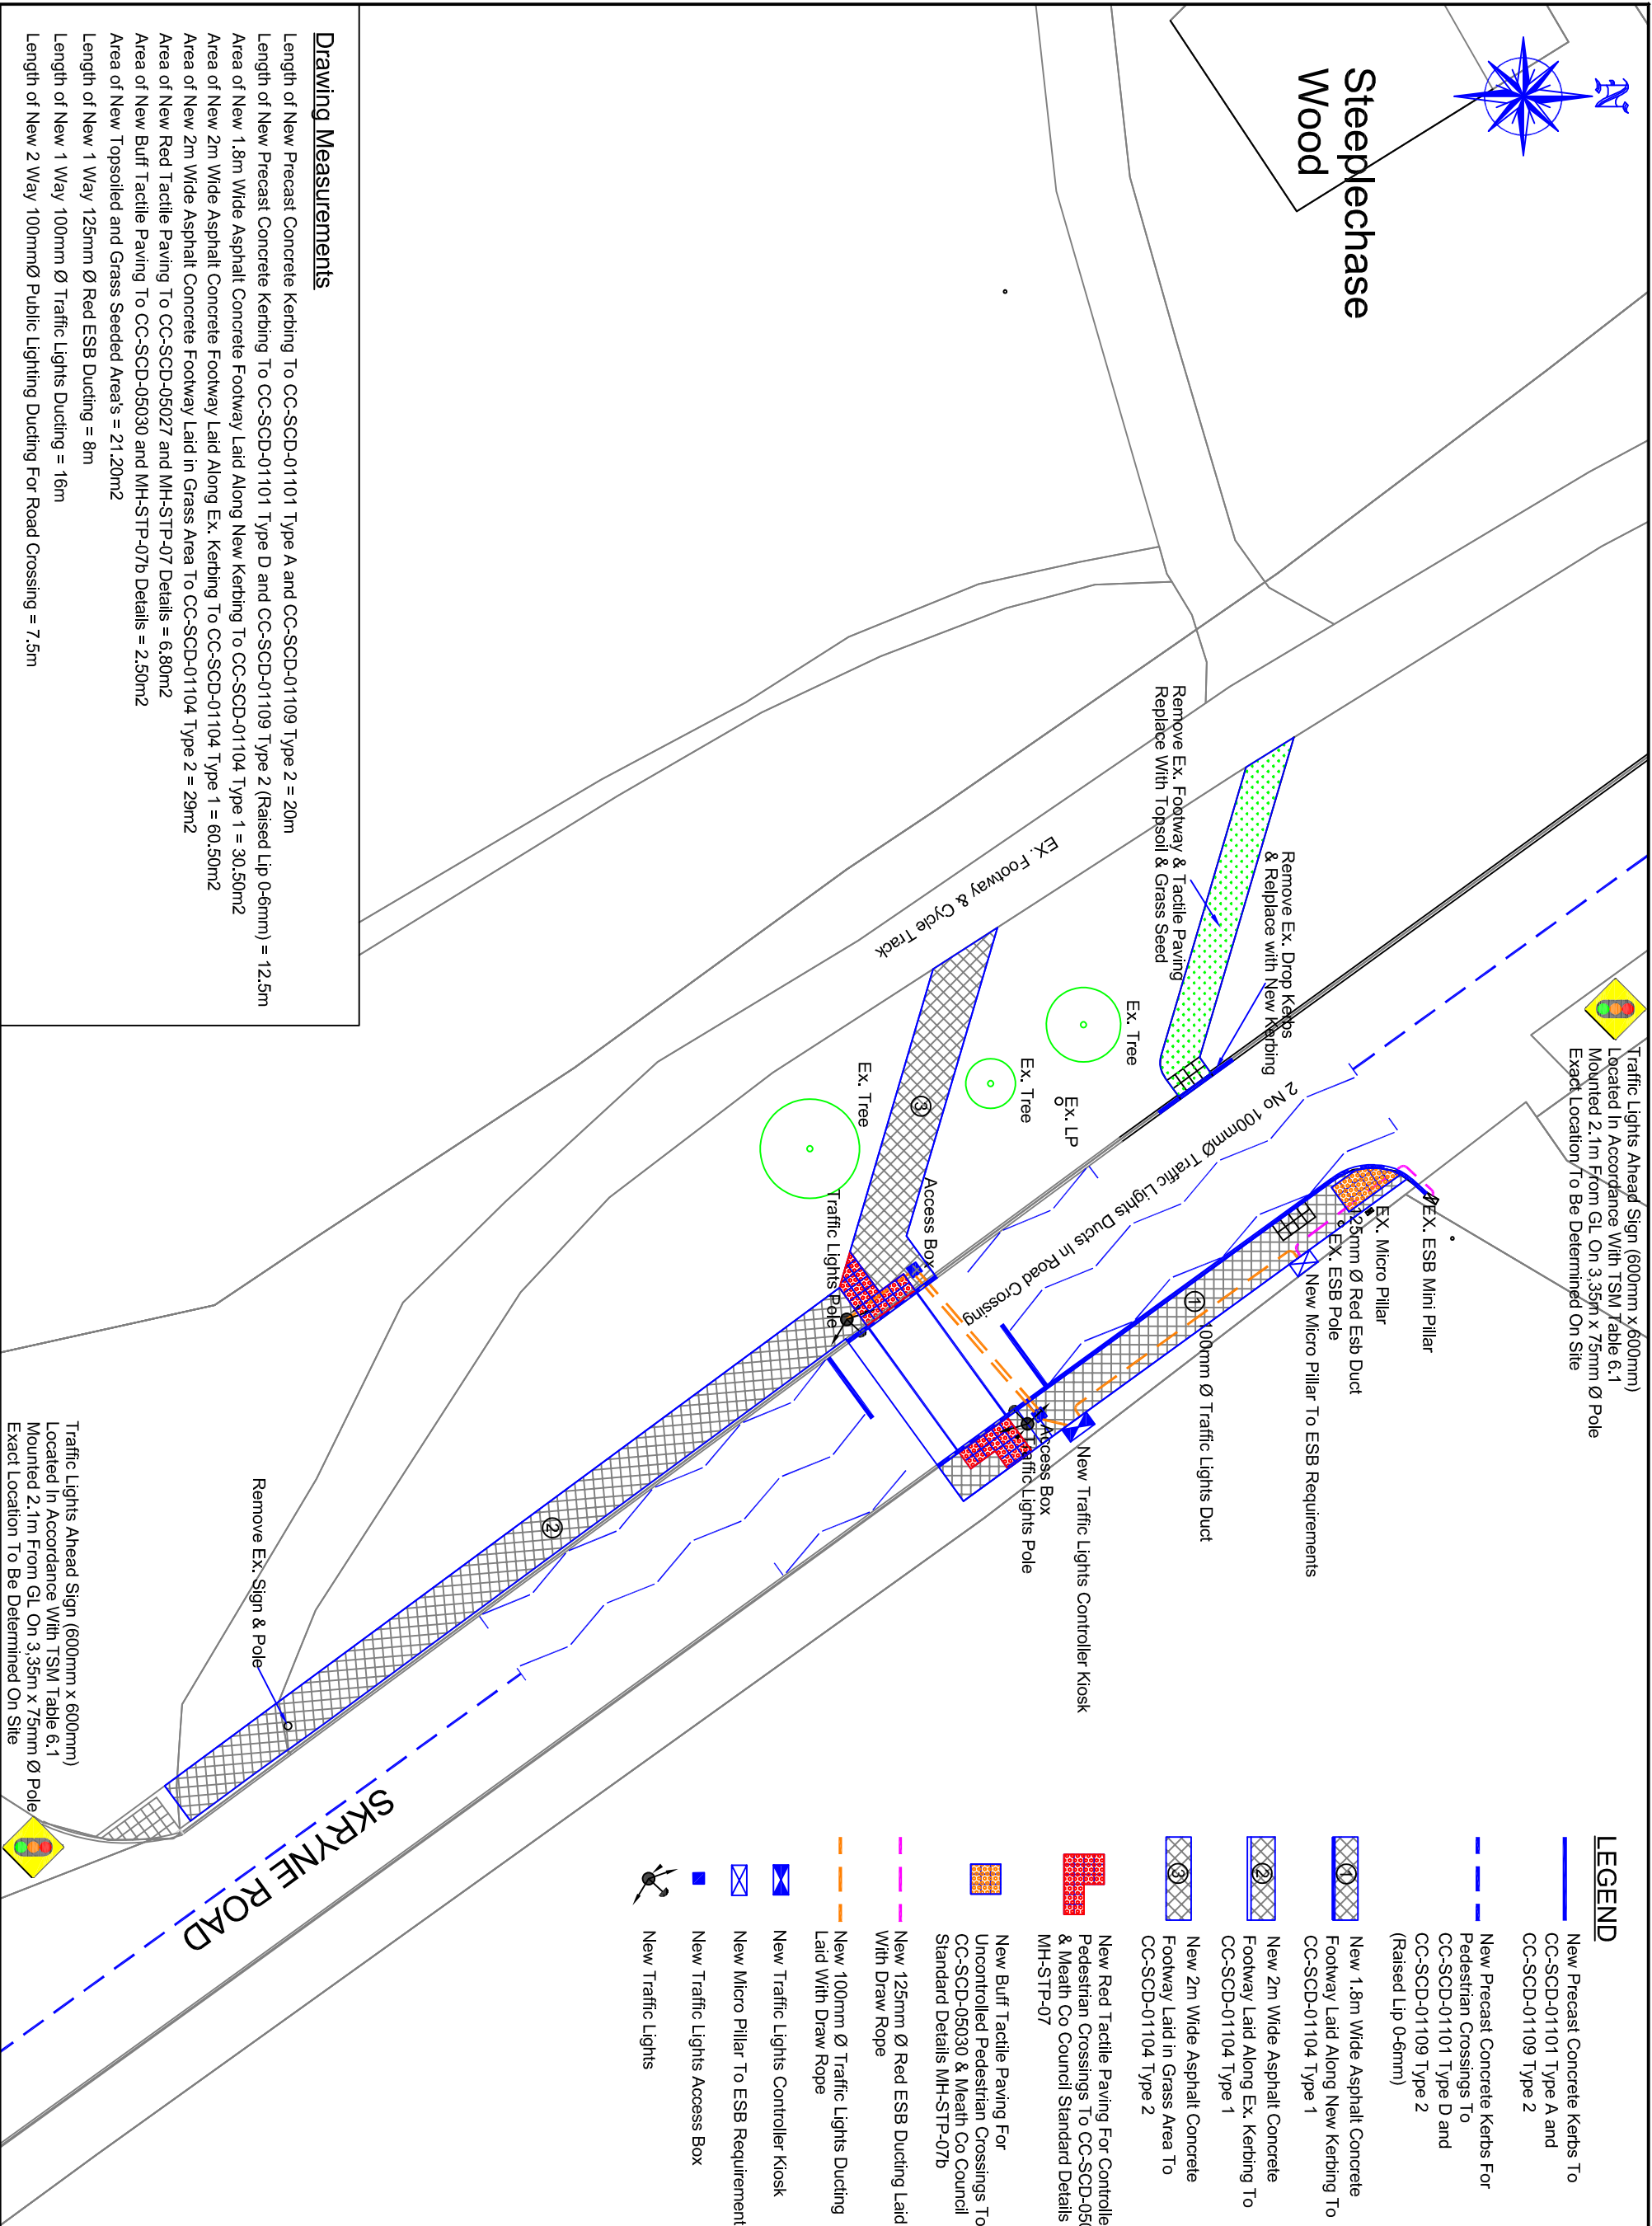 N
Steeplechase
Wood
Traffic Lights Ahead Sign (600mm x 600mm)
Located In Accordance With TSM Table 6.1
Mounted 2.1m From GL On 3,35m x 75mm Ø Pole
Exact Location To Be Determined On Site
LEGEND
New Precast Concrete Kerbs To
CC-SCD-01101 Type A and
CC-SCD-01109 Type 2
New Precast Concrete Kerbs For
Pedestrian Crossings To
CC-SCD-01101 Type D and
CC-SCD-01109 Type 2
(Raised Lip 0-6mm)
1
New 1.8m Wide Asphalt Concrete
Footway Laid Along New Kerbing To
CC-SCD-01104 Type 1
2
New 2m Wide Asphalt Concrete
Footway Laid Along Ex. Kerbing To
CC-SCD-01104 Type 1
3
New 2m Wide Asphalt Concrete
Footway Laid in Grass Area To
CC-SCD-01104 Type 2
New Red Tactile Paving For Controlle
Pedestrian Crossings To CC-SCD-050
& Meath Co Council Standard Details
MH-STP-07
New Buff Tactile Paving For
Uncontrolled Pedestrian Crossings To
CC-SCD-05030 & Meath Co Council
Standard Details MH-STP-07b
New 125mm Ø Red ESB Ducting Laid
With Draw Rope
New 100mm Ø Traffic Lights Ducting
Laid With Draw Rope
New Traffic Lights Controller Kiosk
New Micro Pillar To ESB Requirement
New Traffic Lights Access Box
New Traffic Lights
EX. ESB Mini Pillar
EX. Micro Pillar
125mm Ø Red Esb Duct
EX. ESB Pole
New Micro Pillar To ESB Requirements
Remove Ex. Drop Kerbs
& Relplace with New Kerbing
Remove Ex. Footway & Tactile Paving
Replace With Topsoil & Grass Seed
2 No 100mmØ Traffic Lights Ducts In Road Crossing
1
100mm Ø Traffic Lights Duct
Ex. Tree
Ex. LP
Ex. Tree
Ex. Tree
EX. Footway & Cycle Track
3
Access Box
Traffic Lights Pole
New Traffic Lights Controller Kiosk
Access Box
Traffic Lights Pole
2
Remove Ex. Sign & Pole
SKRYNE ROAD
Traffic Lights Ahead Sign (600mm x 600mm)
Located In Accordance With TSM Table 6.1
Mounted 2.1m From GL On 3,35m x 75mm Ø Pole
Exact Location To Be Determined On Site
Drawing Measurements
Length of New Precast Concrete Kerbing To CC-SCD-01101 Type A and CC-SCD-01109 Type 2 = 20m
Length of New Precast Concrete Kerbing To CC-SCD-01101 Type D and CC-SCD-01109 Type 2 (Raised Lip 0-6mm) = 12.5m
Area of New 1.8m Wide Asphalt Concrete Footway Laid Along New Kerbing To CC-SCD-01104 Type 1 = 30.50m2
Area of New 2m Wide Asphalt Concrete Footway Laid Along Ex. Kerbing To CC-SCD-01104 Type 1 = 60.50m2
Area of New 2m Wide Asphalt Concrete Footway Laid in Grass Area To CC-SCD-01104 Type 2 = 29m2
Area of New Red Tactile Paving To CC-SCD-05027 and MH-STP-07 Details = 6.80m2
Area of New Buff Tactile Paving To CC-SCD-05030 and MH-STP-07b Details = 2.50m2
Area of New Topsoiled and Grass Seeded Area's = 21.20m2
Length of New 1 Way 125mm Ø Red ESB Ducting = 8m
Length of New 1 Way 100mm Ø Traffic Lights Ducting = 16m
Length of New 2 Way 100mmØ Public Lighting Ducting For Road Crossing = 7.5m